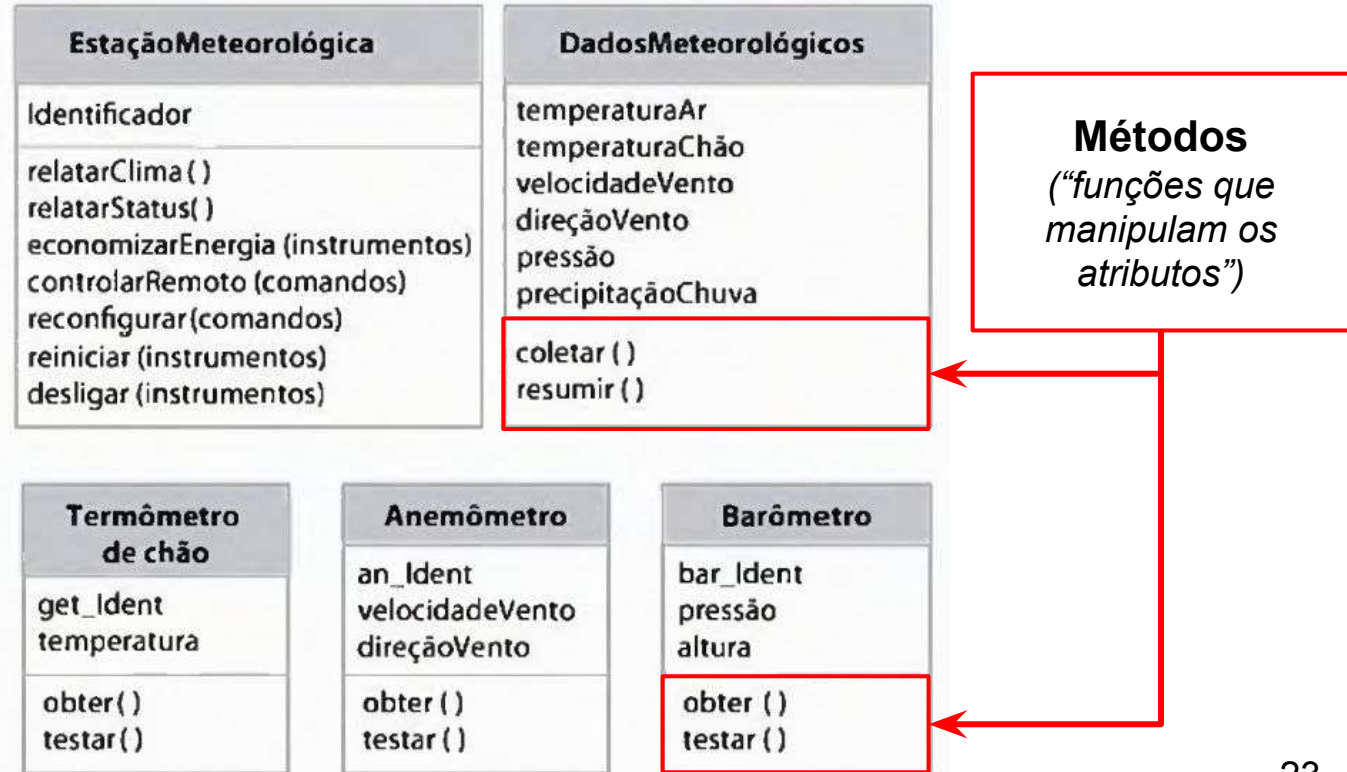 EstaçãoMeteorológica
Identificador
relatarClima ( )
relatarStatus( )
economizarEnergia (instrumentos)
controlarRemoto (comandos)
reconfigurar (comandos)
reiniciar (instrumentos)
desligar (instrumentos)
DadosMeteorológicos
temperaturaAr
temperaturaChão
velocidadeVento
direçãoVento
pressão
precipitaçãoChuva
coletar ( )
resumir ( )
Métodos
(“funções que
manipulam os
atributos”)
Termômetro
de chão
get_Ident
temperatura
obter ( )
testar ( )
Anemômetro
an_Ident
velocidadeVento
direçãoVento
obter ( )
testar ( )
Barômetro
bar_Ident
pressão
altura
obter ( )
testar ( )